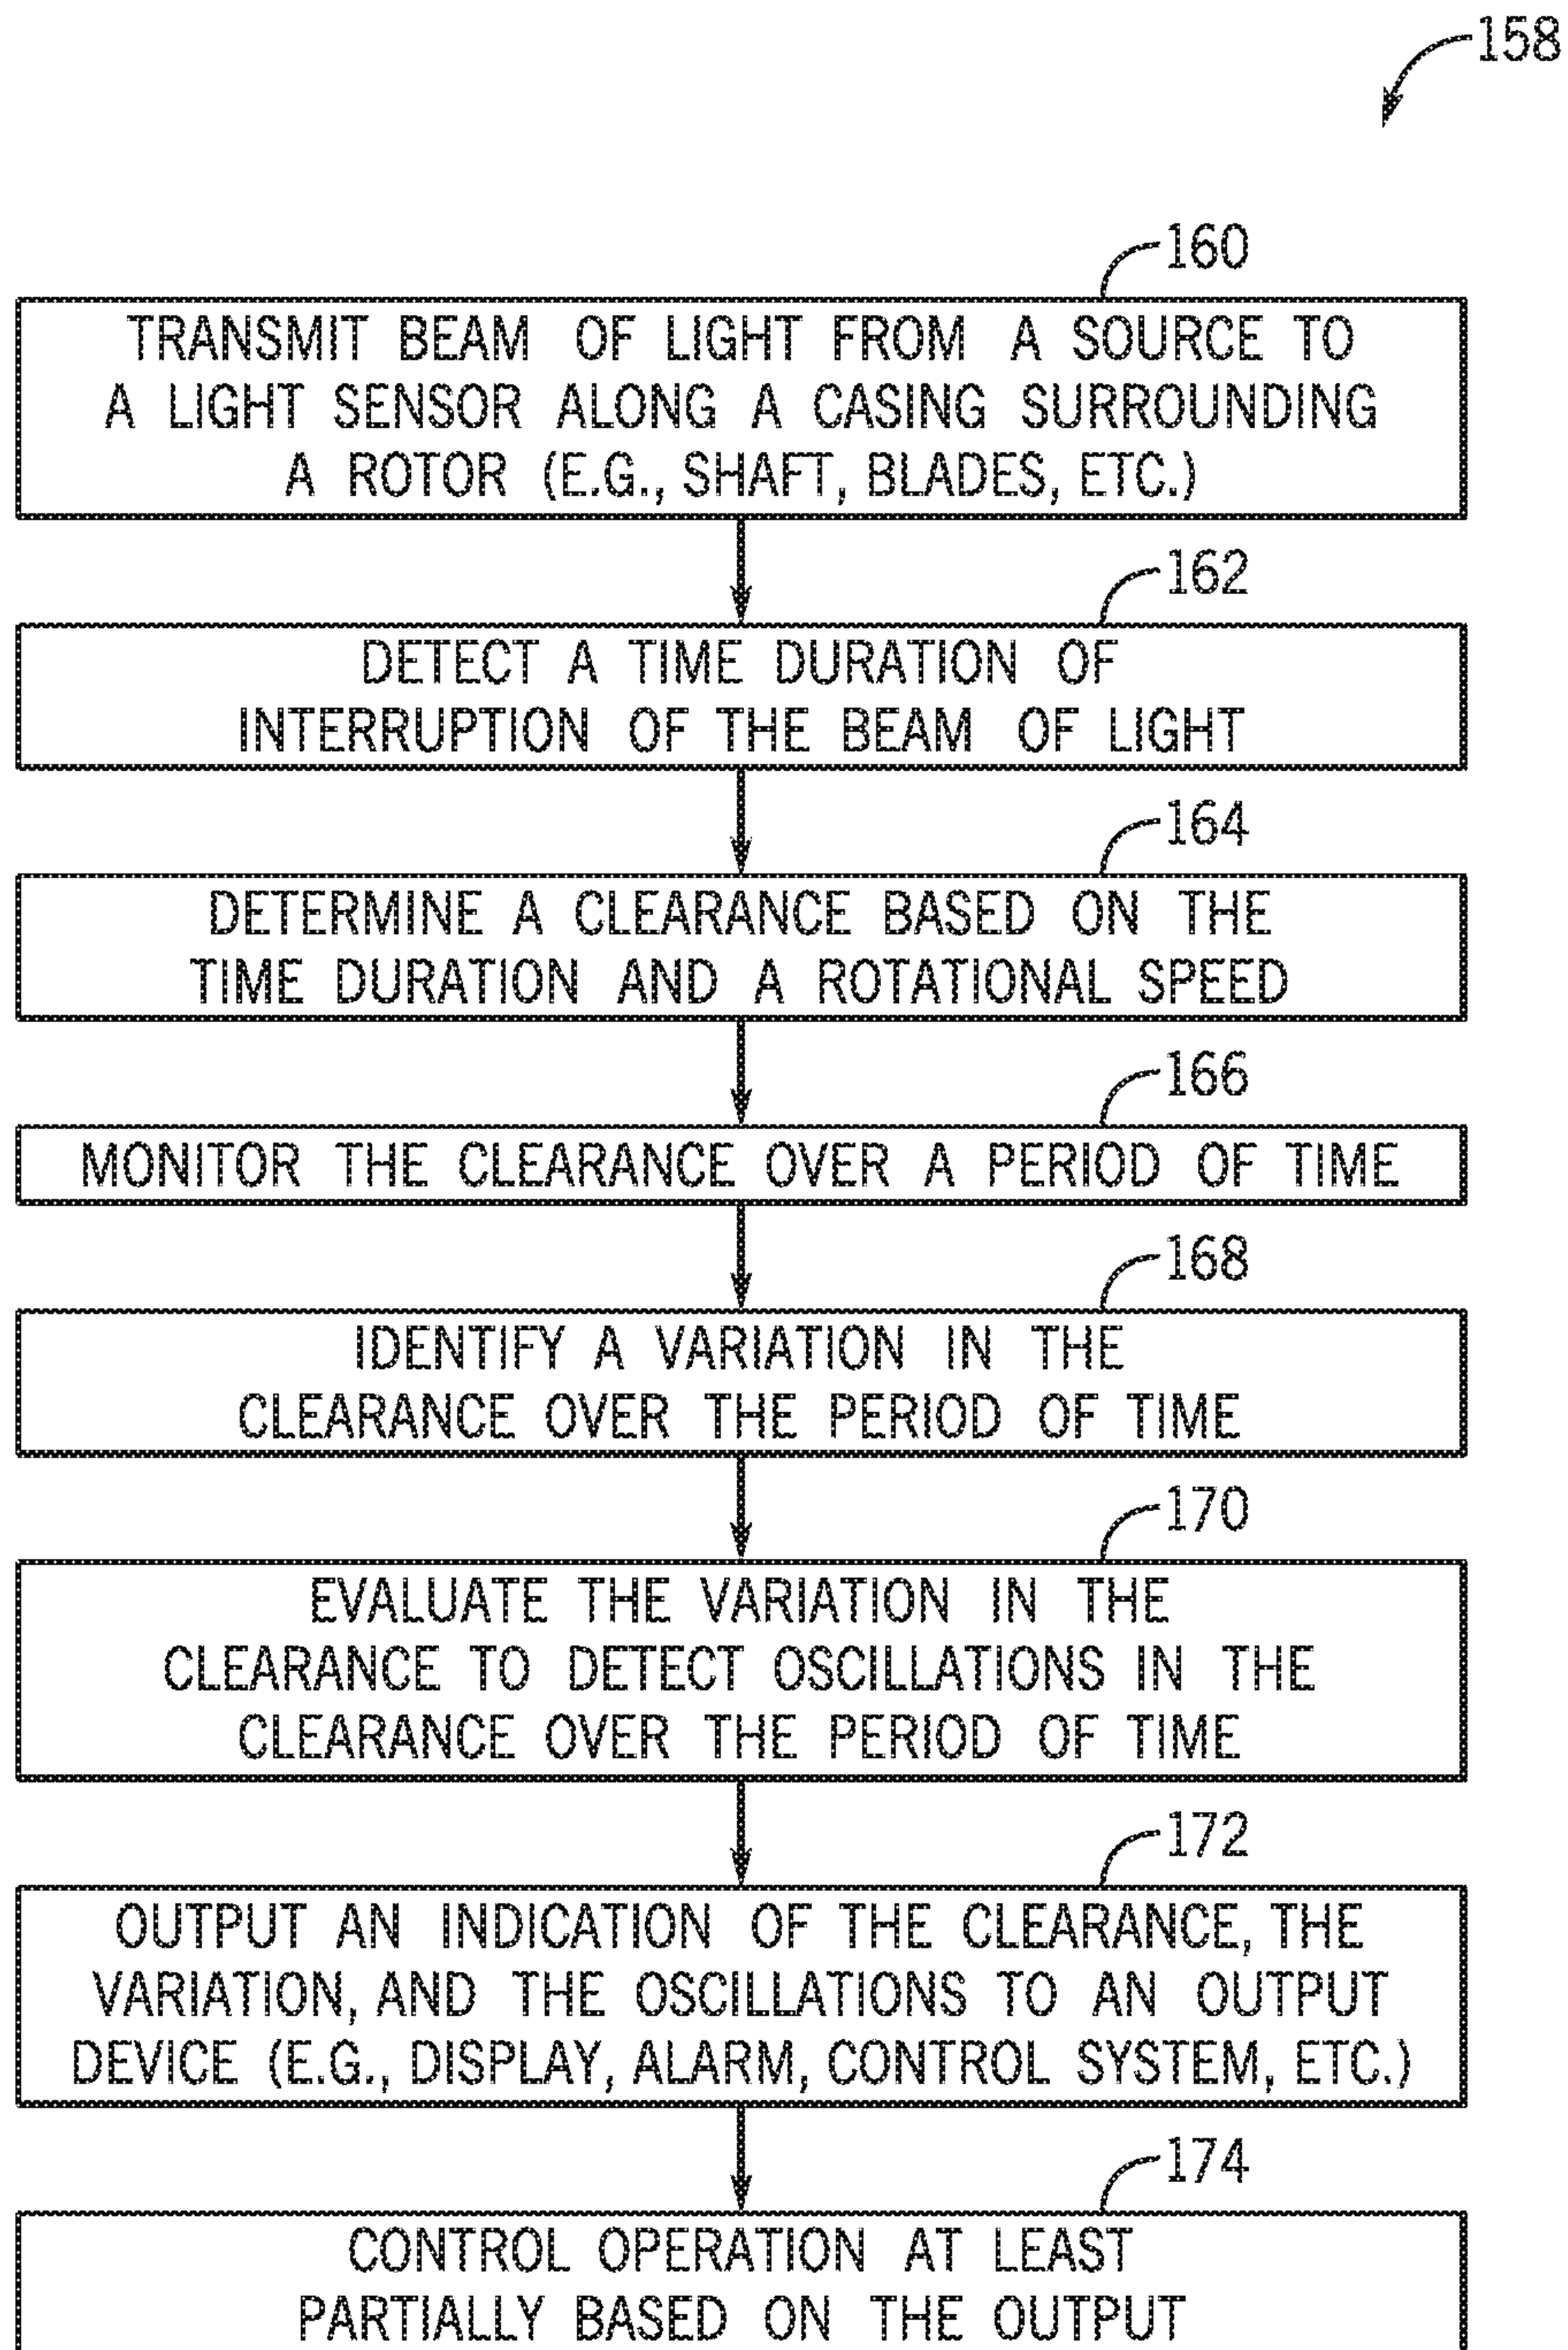 158
160
TRANSMIT BEAM OF LIGHT FROM A SOURCE TO
A LIGHT SENSOR ALONG A CASING SURROUNDING
A ROTOR (E.G., SHAFT, BLADES, ETC.)
162
DETECT A TIME DURATION OF
INTERRUPTION OF THE BEAM OF LIGHT
164
DETERMINE A CLEARANCE BASED ON THE
TIME DURATION AND A ROTATIONAL SPEED
166
MONITOR THE CLEARANCE OVER A PERIOD OF TIME
168
IDENTIFY A VARIATION IN THE
CLEARANCE OVER THE PERIOD OF TIME
170
EVALUATE THE VARIATION IN THE
CLEARANCE TO DETECT OSCILLATIONS IN THE
CLEARANCE OVER THE PERIOD OF TIME
172
OUTPUT AN INDICATION OF THE CLEARANCE, THE
VARIATION, AND THE OSCILLATIONS TO AN OUTPUT
DEVICE (E.G., DISPLAY, ALARM, CONTROL SYSTEM, ETC.)
174
CONTROL OPERATION AT LEAST
PARTIALLY BASED ON THE OUTPUT